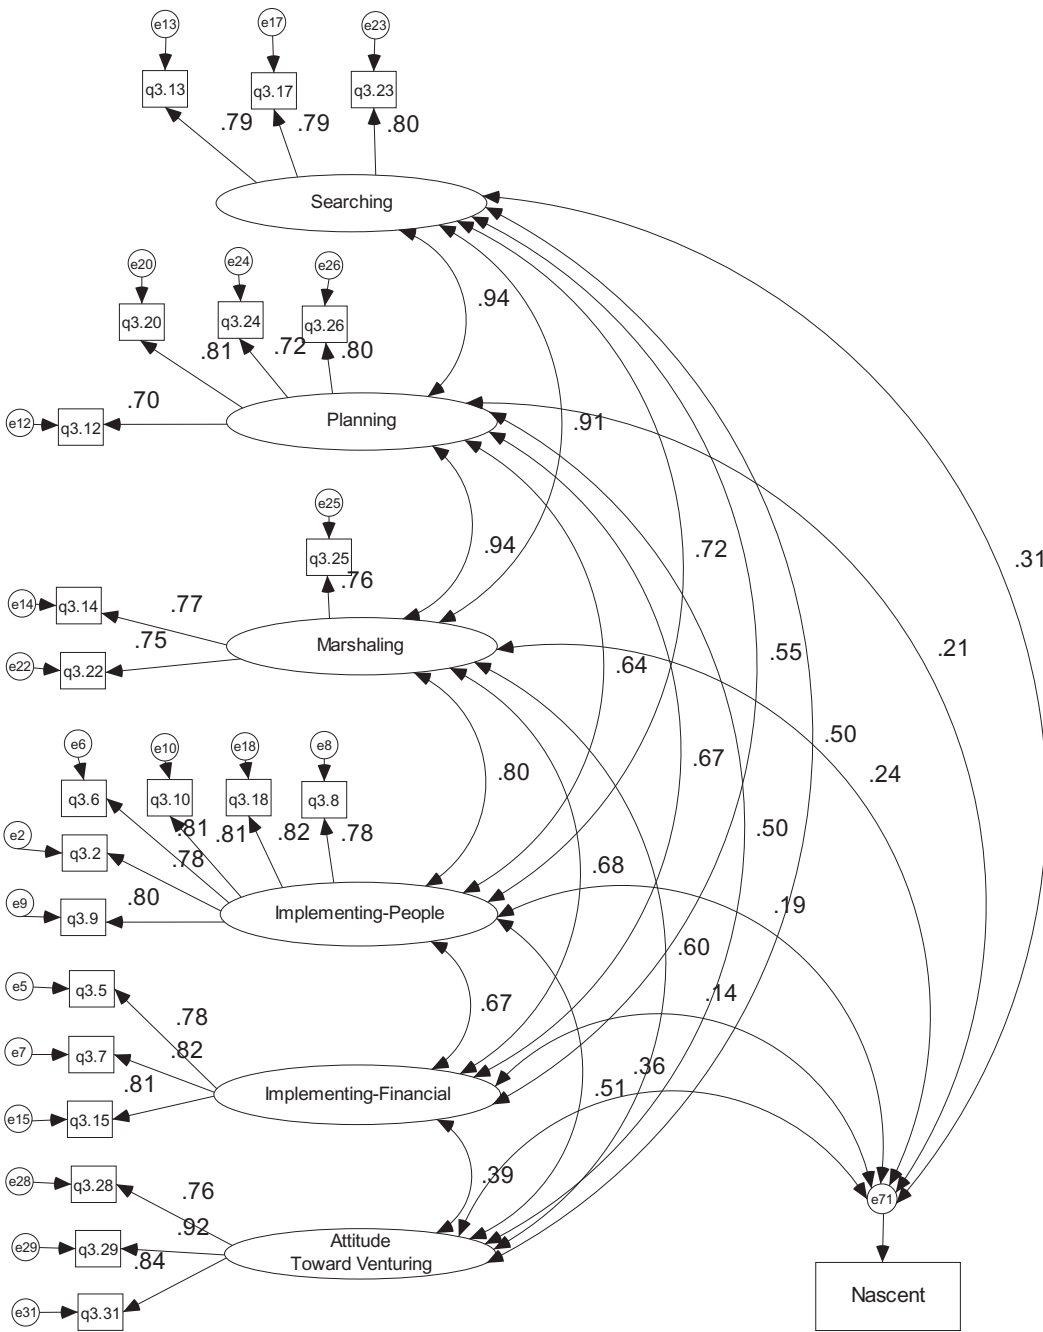 e13
e17
e23
q3.13
q3.17
q3.23
.79
.79
.80
Searching
e20
e24
e26
.94
q3.20
q3.24
q3.26
.81
.72
.80
.70
e12
q3.12
Planning
.91
e25
q3.25
.94
.72
.31
.76
e14
q3.14
.77
.75
Marshaling
e22
q3.22
.64
.55
.21
e6
e10
e18
e8
.80
.67
.50
.24
q3.6
q3.10
q3.18
q3.8
.81
.81
.82
.78
e2
q3.2
.78
.50
.68
e9
q3.9
.80
Implementing-People
.19
.60
e5
q3.5
.67
.14
.78
e7
q3.7
.82
.81
Implementing-Financial
.36
.51
e15
q3.15
e28
q3.28
.76
.39
e71
.92
e29
q3.29
.84
Attitude
Toward Venturing
e31
q3.31
Nascent